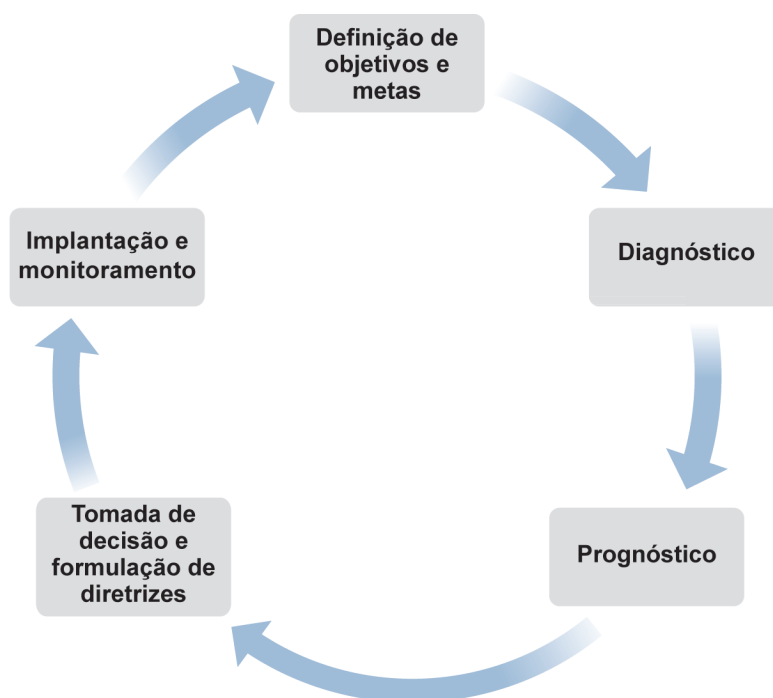 Definição de
objetivos e
metas
Diagnóstico
Prognóstico
Tomada de
decisão e
formulação de
diretrizes
Implantação e
monitoramento